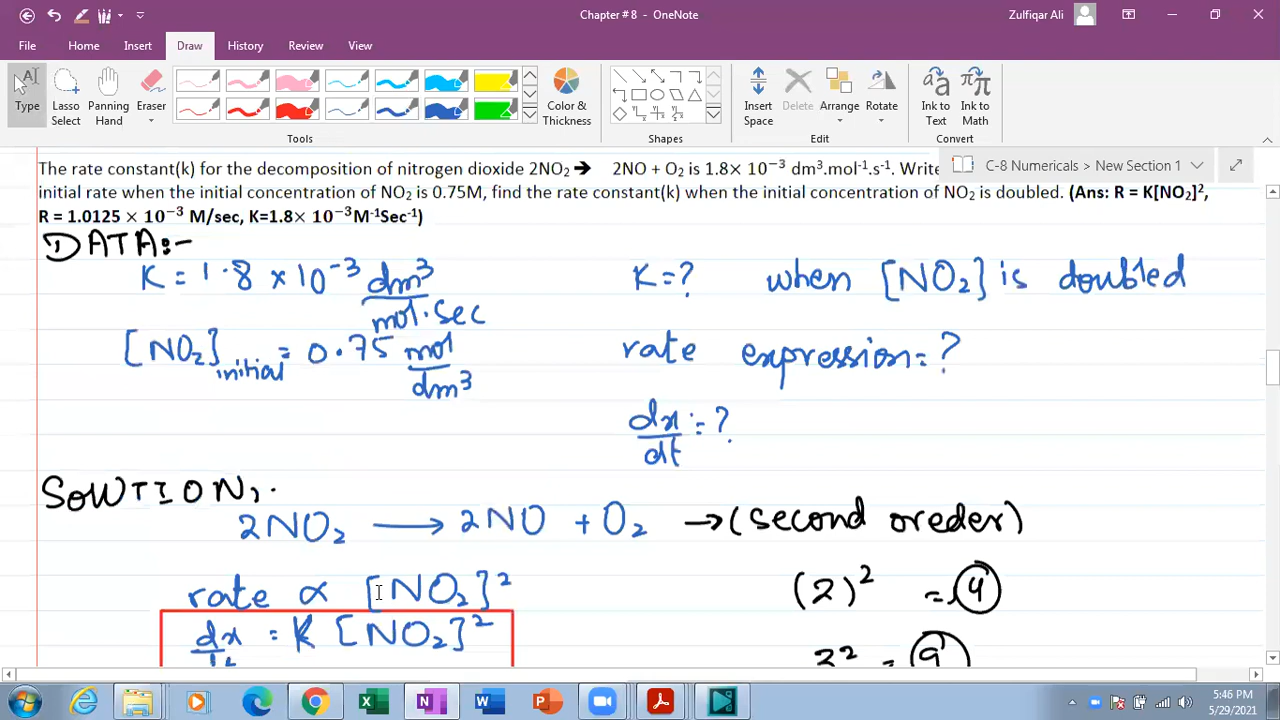 Chapter # 8 - OneNote
Zulfiqar Ali
File Home Insert Draw History Review View
Type
Lasso Select
Panning Hand
Eraser
Color & Thickness
Insert Space
Delete
Arrange
Rotate
Ink to Text
Ink to Math
Tools
Shapes
Edit
Convert
The rate constant(k) for the decomposition of nitrogen dioxide 2NO₂ 🡺 2NO + O₂ is 1.8× 10⁻³ dm³.mol⁻¹.s⁻¹. Write
C-8 Numericals > New Section 1
initial rate when the initial concentration of NO₂ is 0.75M, find the rate constant(k) when the initial concentration of NO₂ is doubled. (Ans: R = K[NO₂]²,
R = 1.0125 × 10⁻³ M/sec, K=1.8× 10⁻³M⁻¹Sec⁻¹)
DATA:-
K = 1.8 × 10⁻³ dm³/mol.sec
K=? when [NO₂] is doubled
[NO₂]initial = 0.75 mol/dm³
rate expression=?
dx/dt = ?
SOLUTION:
2NO₂ → 2NO + O₂ → (second oreder)
rate ∝ [NO₂]²
(2)² = 4
dx/dt = K [NO₂]²
3² = 9
5:46 PM
5/29/2021